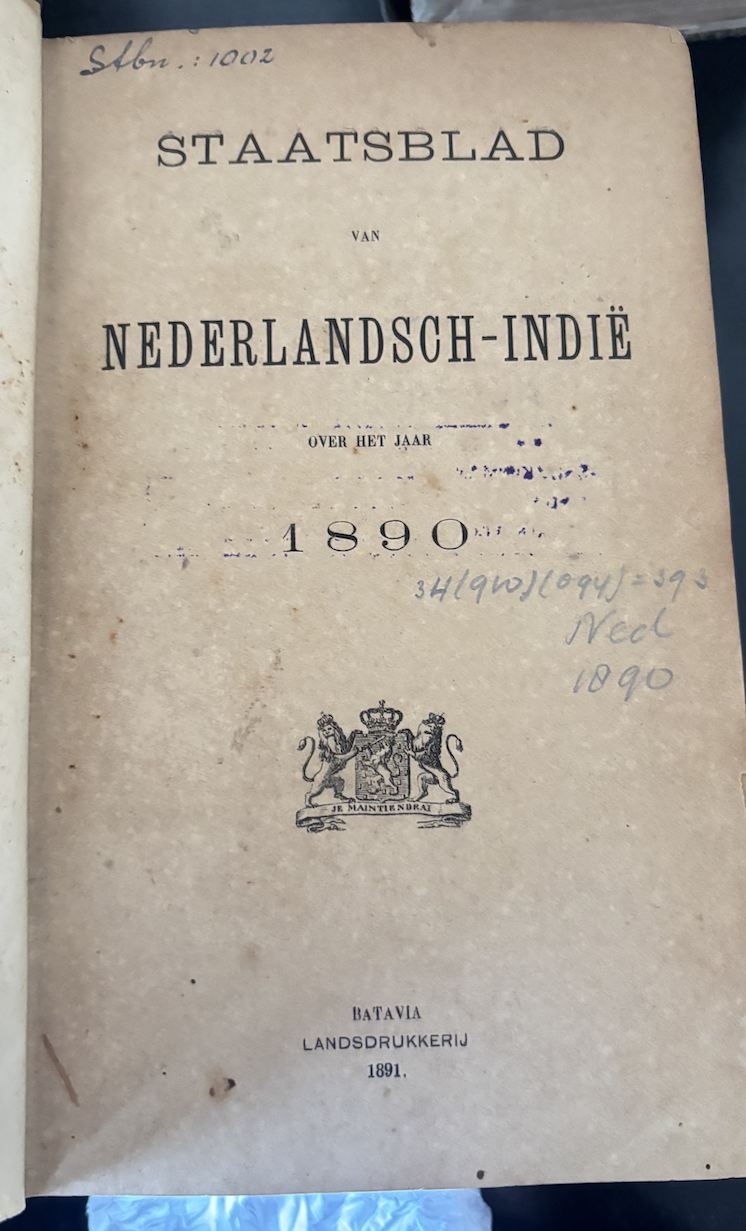 Stbn.: 1002
STAATSBLAD
VAN
NEDERLANDSCH-INDIË
OVER HET JAAR
1890
34(910)(094)=393
Ned
1890
JE MAINTIENDRAI
BATAVIA
LANDSDRUKKERIJ
1891.